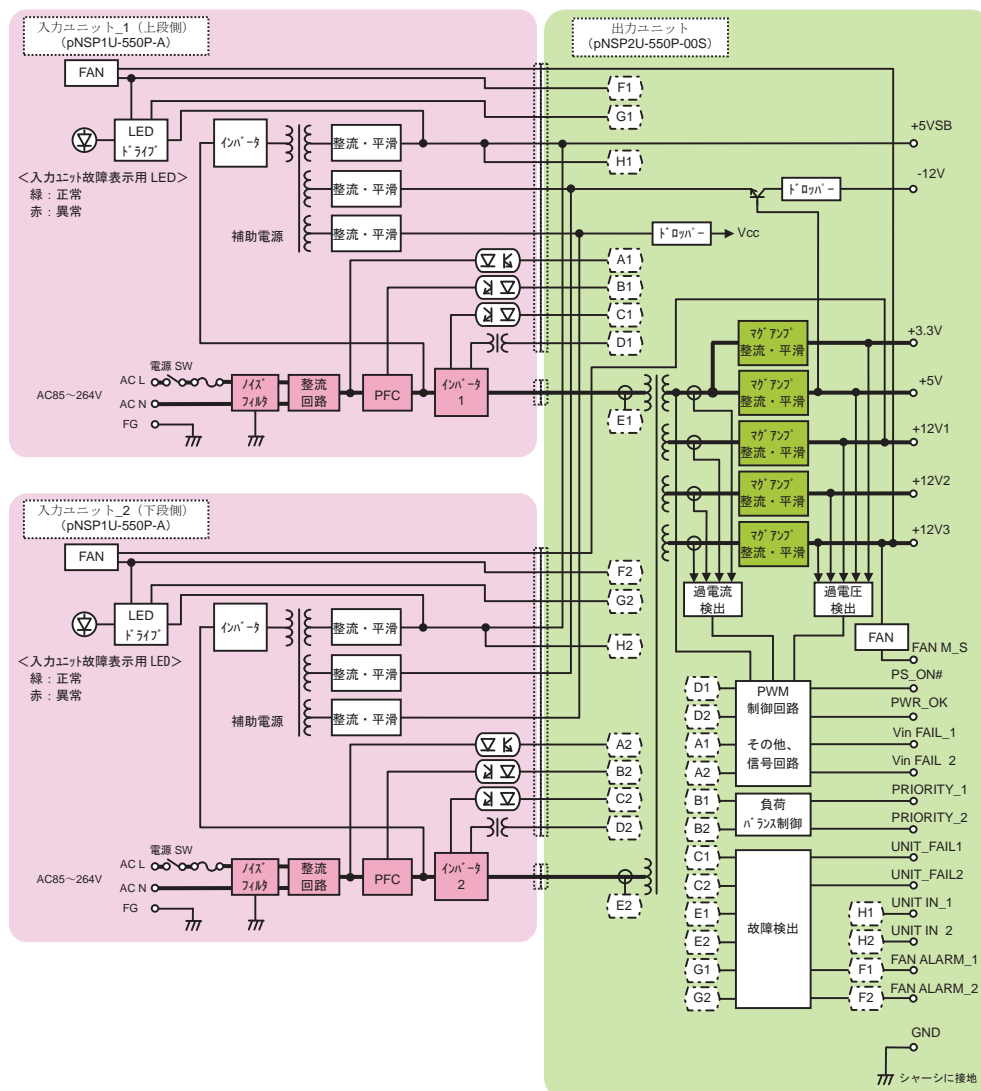 入力ユニット_1（上段側）
（pNSP1U-550P-A）
FAN
LED
ﾄﾞﾗｲﾌﾞ
＜入力ﾕﾆｯﾄ故障表示用 LED＞
緑：正常
赤：異常
ｲﾝﾊﾞｰﾀ
整流・平滑
整流・平滑
整流・平滑
補助電源
電源 SW
AC L
AC85～264V
AC N
FG
ﾉｲｽﾞ
ﾌｨﾙﾀ
整流
回路
PFC
ｲﾝﾊﾞｰﾀ
1
入力ユニット_2（下段側）
（pNSP1U-550P-A）
FAN
LED
ﾄﾞﾗｲﾌﾞ
＜入力ﾕﾆｯﾄ故障表示用 LED＞
緑：正常
赤：異常
ｲﾝﾊﾞｰﾀ
整流・平滑
整流・平滑
整流・平滑
補助電源
電源 SW
AC L
AC85～264V
AC N
FG
ﾉｲｽﾞ
ﾌｨﾙﾀ
整流
回路
PFC
ｲﾝﾊﾞｰﾀ
2
出力ユニット
（pNSP2U-550P-00S）
F1
G1
H1
A1
B1
C1
D1
E1
F2
G2
H2
A2
B2
C2
D2
E2
ﾄﾞﾛｯﾊﾟｰ
Vcc
ﾄﾞﾛｯﾊﾟｰ
+5VSB
-12V
ﾏｸﾞｱﾝﾌﾟ
整流・平滑
+3.3V
ﾏｸﾞｱﾝﾌﾟ
整流・平滑
+5V
ﾏｸﾞｱﾝﾌﾟ
整流・平滑
+12V1
ﾏｸﾞｱﾝﾌﾟ
整流・平滑
+12V2
ﾏｸﾞｱﾝﾌﾟ
整流・平滑
+12V3
過電流
検出
過電圧
検出
FAN
FAN M_S
D1
D2
A1
A2
PWM
制御回路
その他、
信号回路
PS_ON#
PWR_OK
Vin FAIL_1
Vin FAIL 2
B1
B2
負荷
ﾊﾞﾗﾝｽ制御
PRIORITY_1
PRIORITY_2
C1
C2
E1
E2
G1
G2
故障検出
UNIT_FAIL1
UNIT_FAIL2
H1
UNIT IN_1
H2
UNIT IN 2
F1
FAN ALARM_1
F2
FAN ALARM_2
GND
シャーシに接地